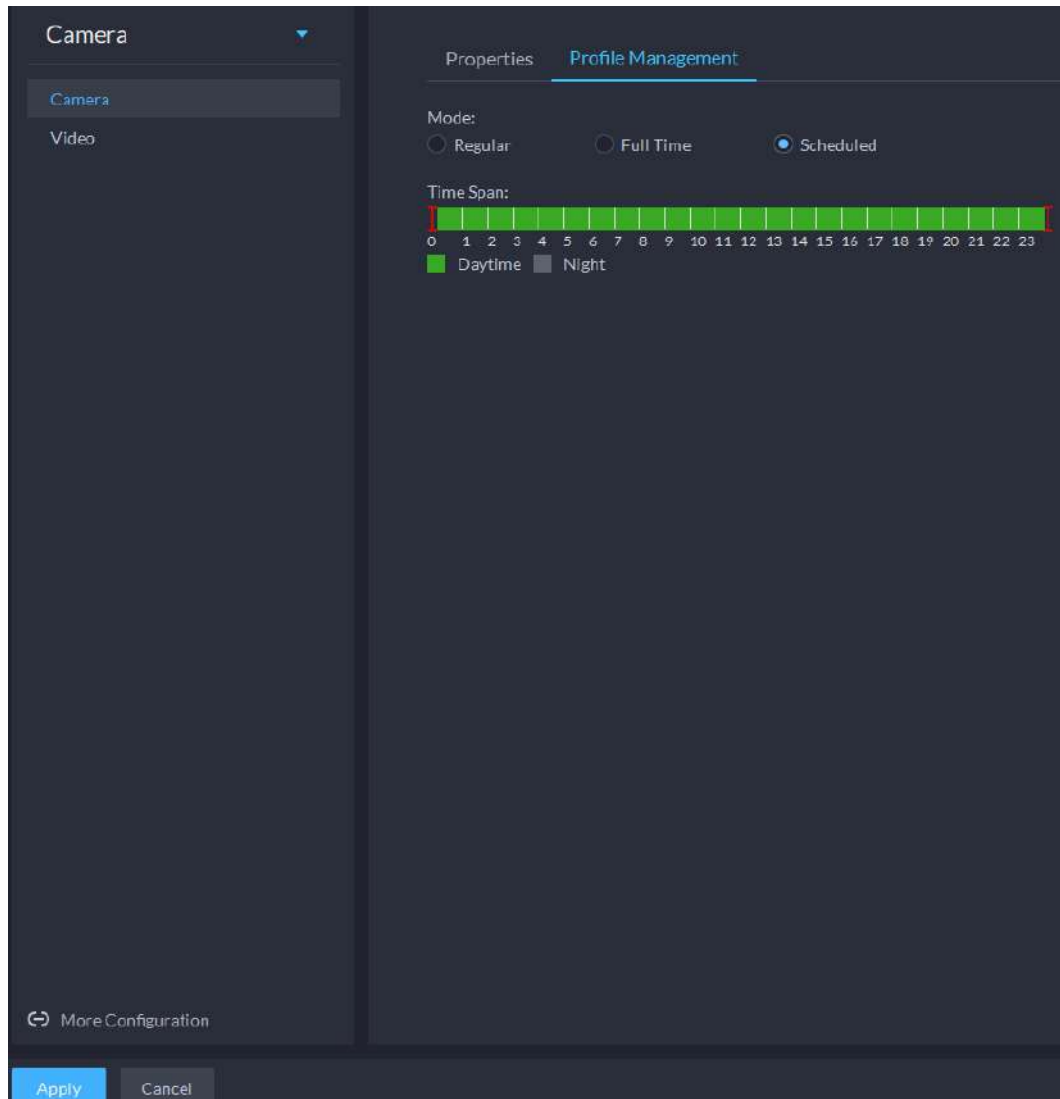 Camera
Camera
Video
More Configuration
Properties Profile Management
Mode:
Regular Full Time Scheduled
Time Span:
0 1 2 3 4 5 6 7 8 9 10 11 12 13 14 15 16 17 18 19 20 21 22 23
Daytime Night
Apply Cancel